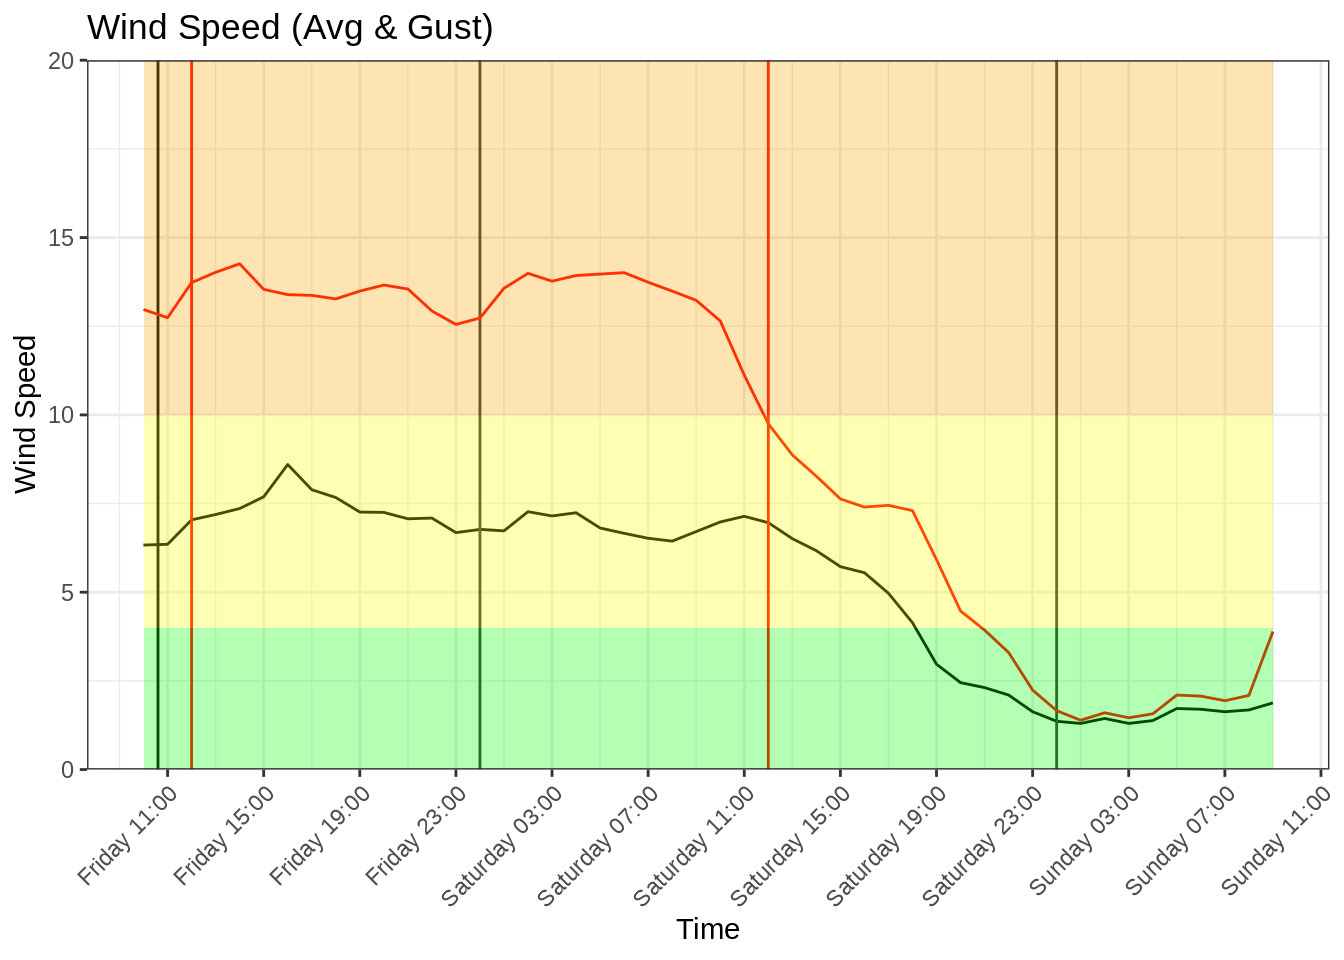 Wind Speed (Avg & Gust)
20
15
10
5
0
Wind Speed
Friday 11:00
Friday 15:00
Friday 19:00
Friday 23:00
Saturday 03:00
Saturday 07:00
Saturday 11:00
Saturday 15:00
Saturday 19:00
Saturday 23:00
Sunday 03:00
Sunday 07:00
Sunday 11:00
Time